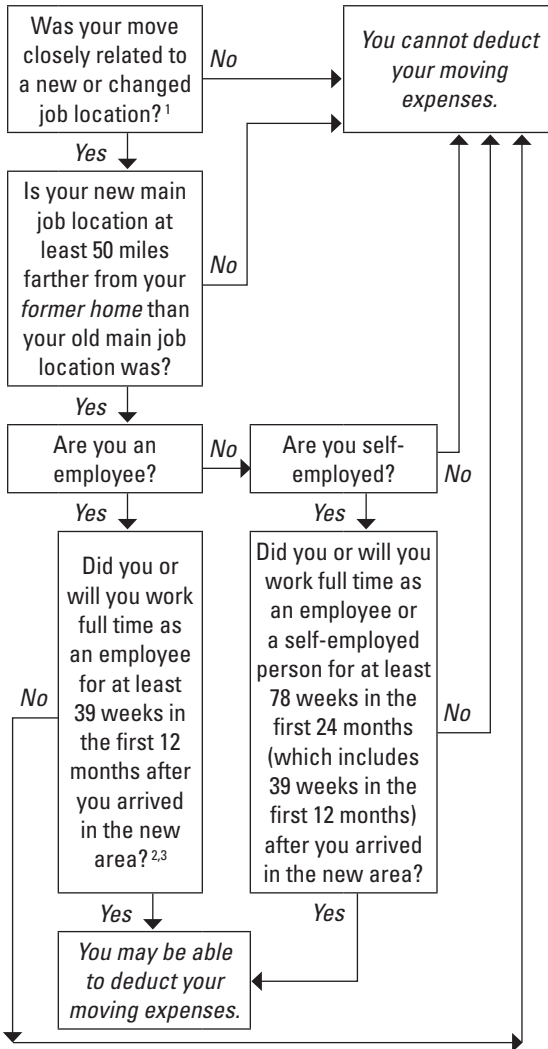 Was your move
closely related to
a new or changed
job location? 1
No
You cannot deduct
your moving
expenses.
Yes
Is your new main
job location at
least 50 miles
farther from your
former home than
your old main job
location was?
No
Yes
Are you an
employee?
No
Are you self-
employed?
No
Yes
Yes
Did you or
will you work
full time as
an employee
for at least
39 weeks in
the first 12
months after
you arrived
in the new
area? 2,3
No
Did you or will you
work full time as
an employee or
a self-employed
person for at least
78 weeks in the
first 24 months
(which includes
39 weeks in the
first 12 months)
after you arrived
in the new area?
No
Yes
Yes
You may be able
to deduct your
moving expenses.